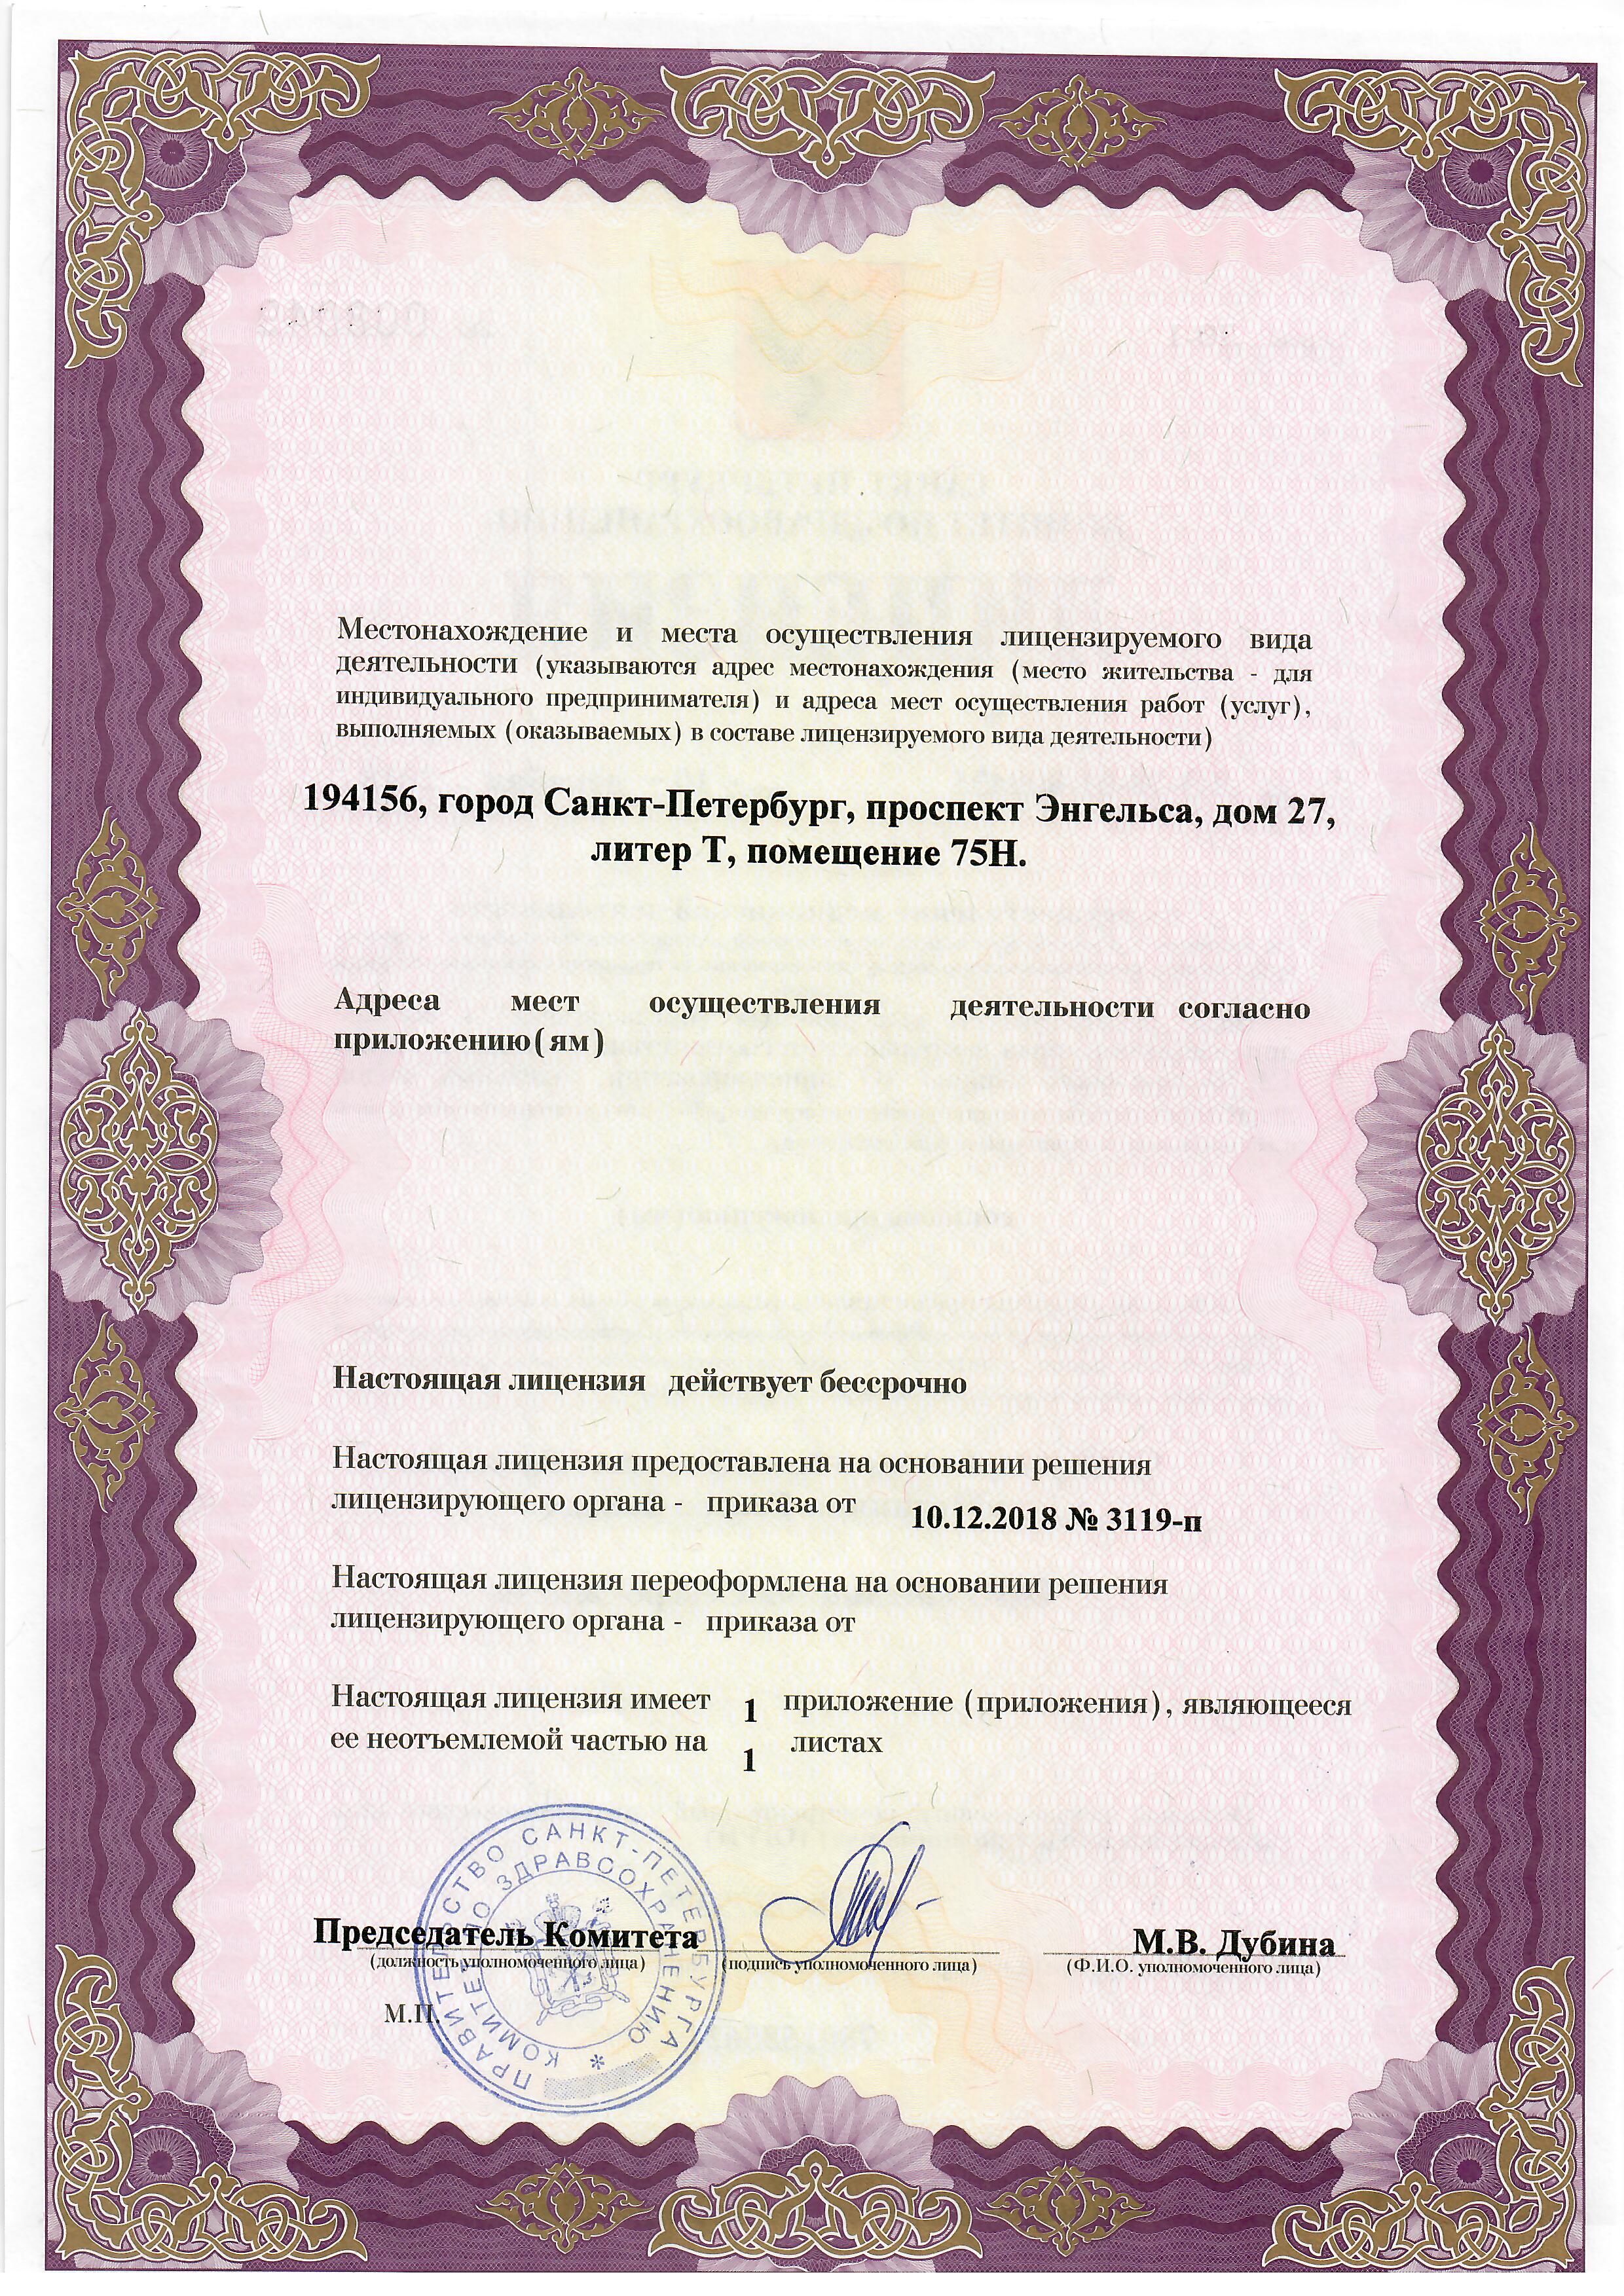 Местонахождение и места осуществления лицензируемого вида
деятельности (указываются адрес местонахождения (место жительства - для
индивидуального предпринимателя) и адреса мест осуществления работ (услуг),
выполняемых (оказываемых) в составе лицензируемого вида деятельности)
194156, город Санкт-Петербург, проспект Энгельса, дом 27,
литер Т, помещение 75Н.
Адреса мест осуществления деятельности согласно
приложению(ям)
Настоящая лицензия действует бессрочно
Настоящая лицензия предоставлена на основании решения
лицензирующего органа - приказа от 10.12.2018 № 3119-п
Настоящая лицензия переоформлена на основании решения
лицензирующего органа - приказа от
Настоящая лицензия имеет 1 приложение (приложения), являющееся
ее неотъемлемой частью на 1 листах
Председатель Комитета М.В. Дубина
(должность уполномоченного лица) (подпись уполномоченного лица) (Ф.И.О. уполномоченного лица)
М.П.
ПРАВИТЕЛЬСТВО САНКТ-ПЕТЕРБУРГА
КОМИТЕТ ПО ЗДРАВООХРАНЕНИЮ *